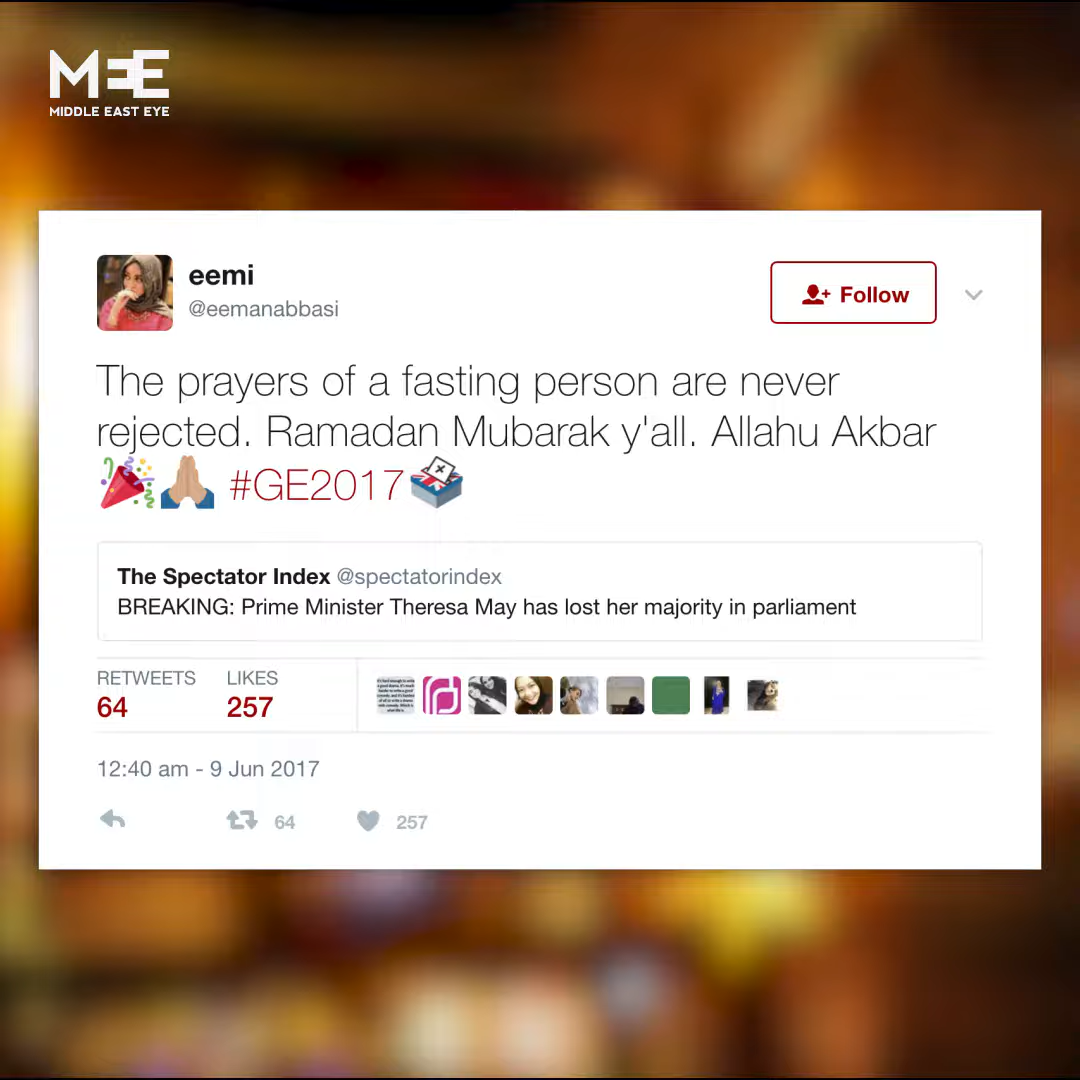 MEE
MIDDLE EAST EYE
eemi
@eemanabbasi
Follow
The prayers of a fasting person are never
rejected. Ramadan Mubarak y'all. Allahu Akbar
🎉🙏🏽 #GE2017
The Spectator Index @spectatorindex
BREAKING: Prime Minister Theresa May has lost her majority in parliament
RETWEETS LIKES
64 257
12:40 am - 9 Jun 2017
64 257